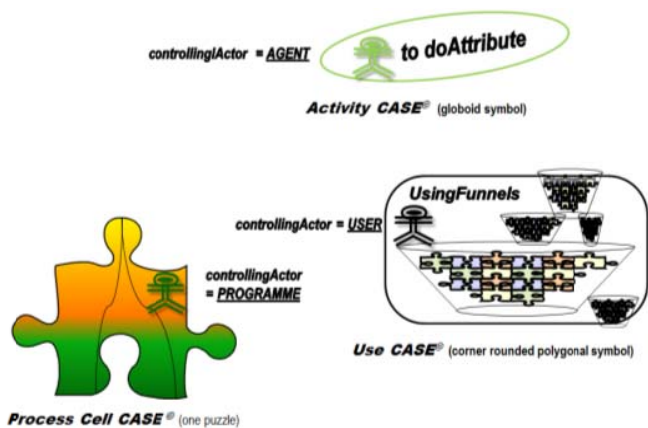 controllinglActor = AGENT
to doAttribute
Activity CASE® (globoid symbol)
UsingFunnels
controllingActor = USER
controllingActor
= PROGRAMME
Use CASE® (corner rounded polygonal symbol)
Process Cell CASE® (one puzzle)